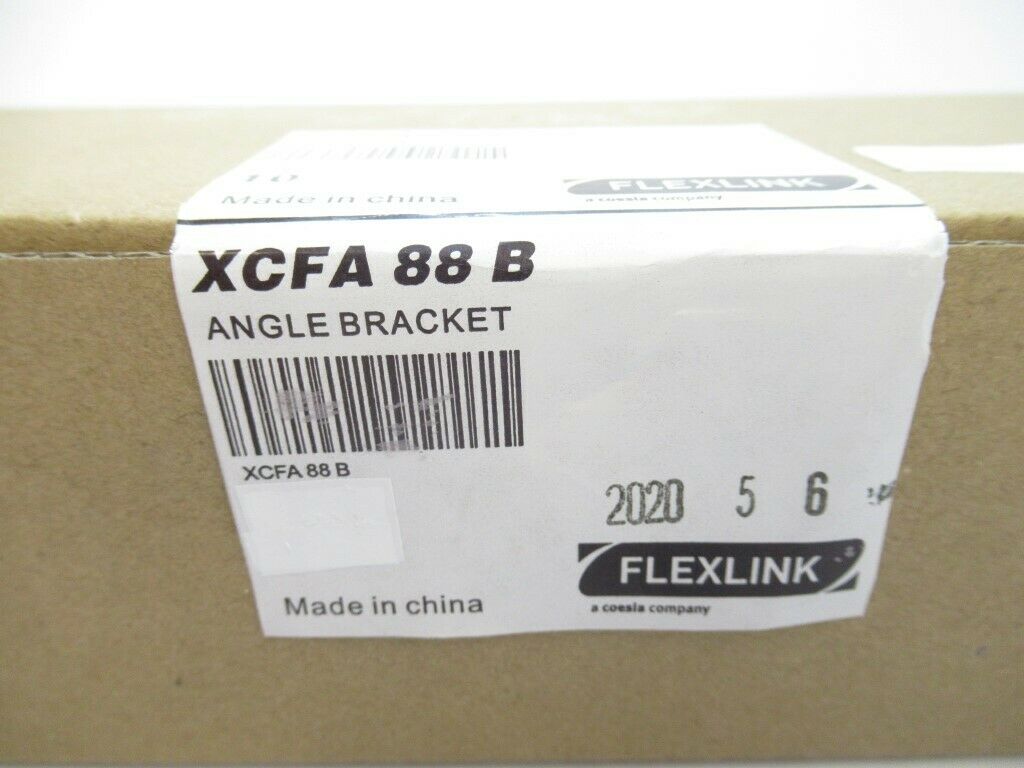 10
Made in china
FLEXLINK
a coesia company
XCFA 88 B
ANGLE BRACKET
XCFA 88 B
2020 5 6
Made in china
FLEXLINK
a coesia company